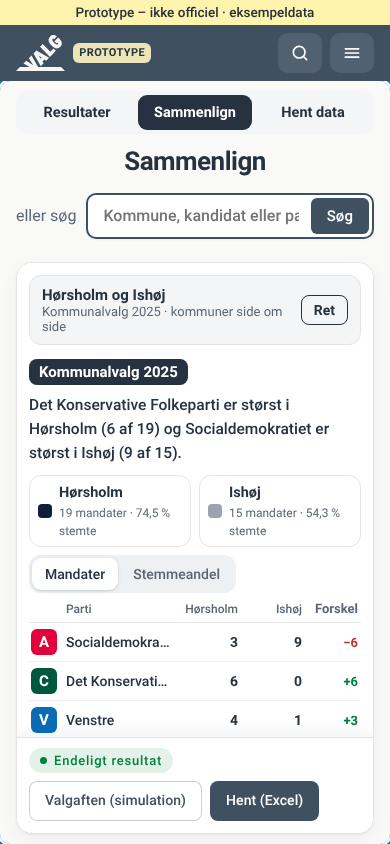 Prototype – ikke officiel · eksempeldata
VALG
PROTOTYPE
Resultater
Sammenlign
Hent data
Sammenlign
eller søg
Kommune, kandidat eller pa
Søg
Hørsholm og Ishøj
Kommunalvalg 2025 · kommuner side om
side
Ret
Kommunalvalg 2025
Det Konservative Folkeparti er størst i
Hørsholm (6 af 19) og Socialdemokratiet er
størst i Ishøj (9 af 15).
Hørsholm
19 mandater · 74,5 %
stemte
Ishøj
15 mandater · 54,3 %
stemte
Mandater
Stemmeandel
Parti Hørsholm Ishøj Forskel
A Socialdemokra... 3 9 −6
C Det Konservati... 6 0 +6
V Venstre 4 1 +3
Endeligt resultat
Valgaften (simulation)
Hent (Excel)